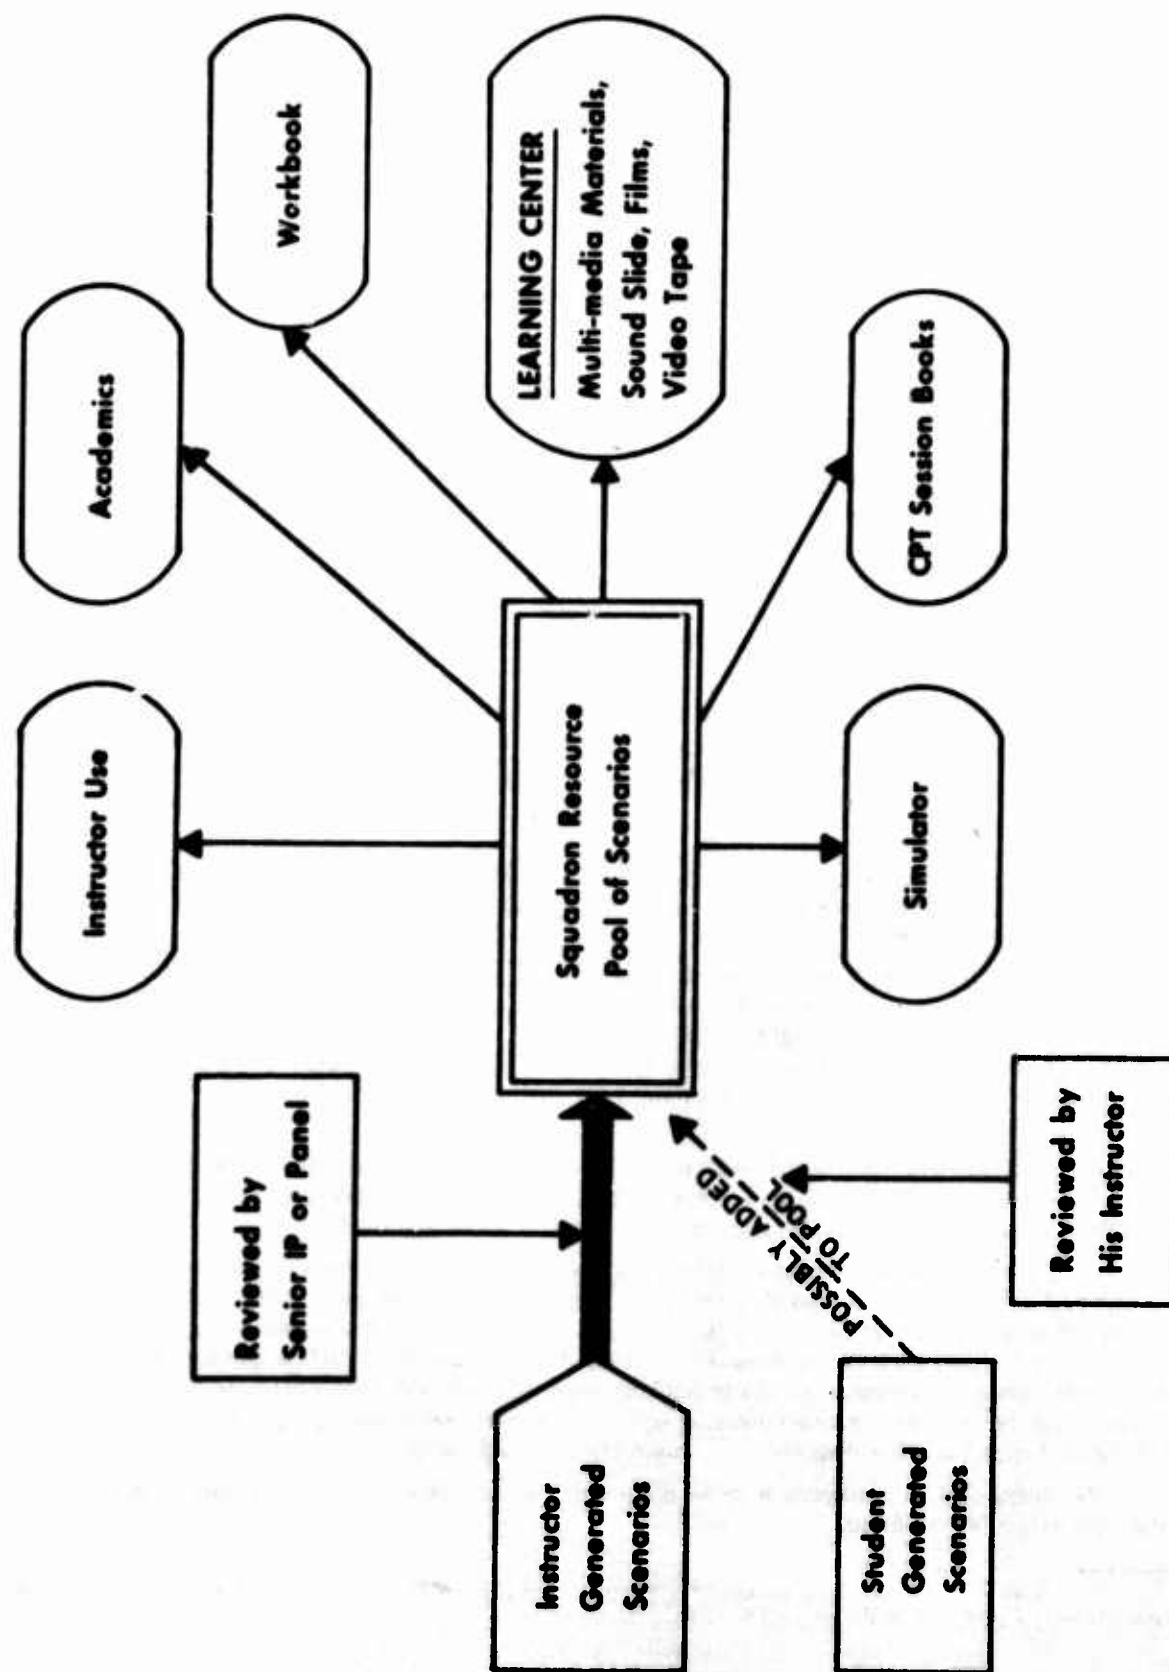 Instructor
Generated
Scenarios
Student
Generated
Scenarios
Reviewed by
Senior IP or Panel
POSSIBLY ADDED
TO POOL
Reviewed by
His Instructor
Squadron Resource
Pool of Scenarios
Instructor Use
Academics
Workbook
LEARNING CENTER
Multi-media Materials,
Sound Slide, Films,
Video Tape
CPT Session Books
Simulator